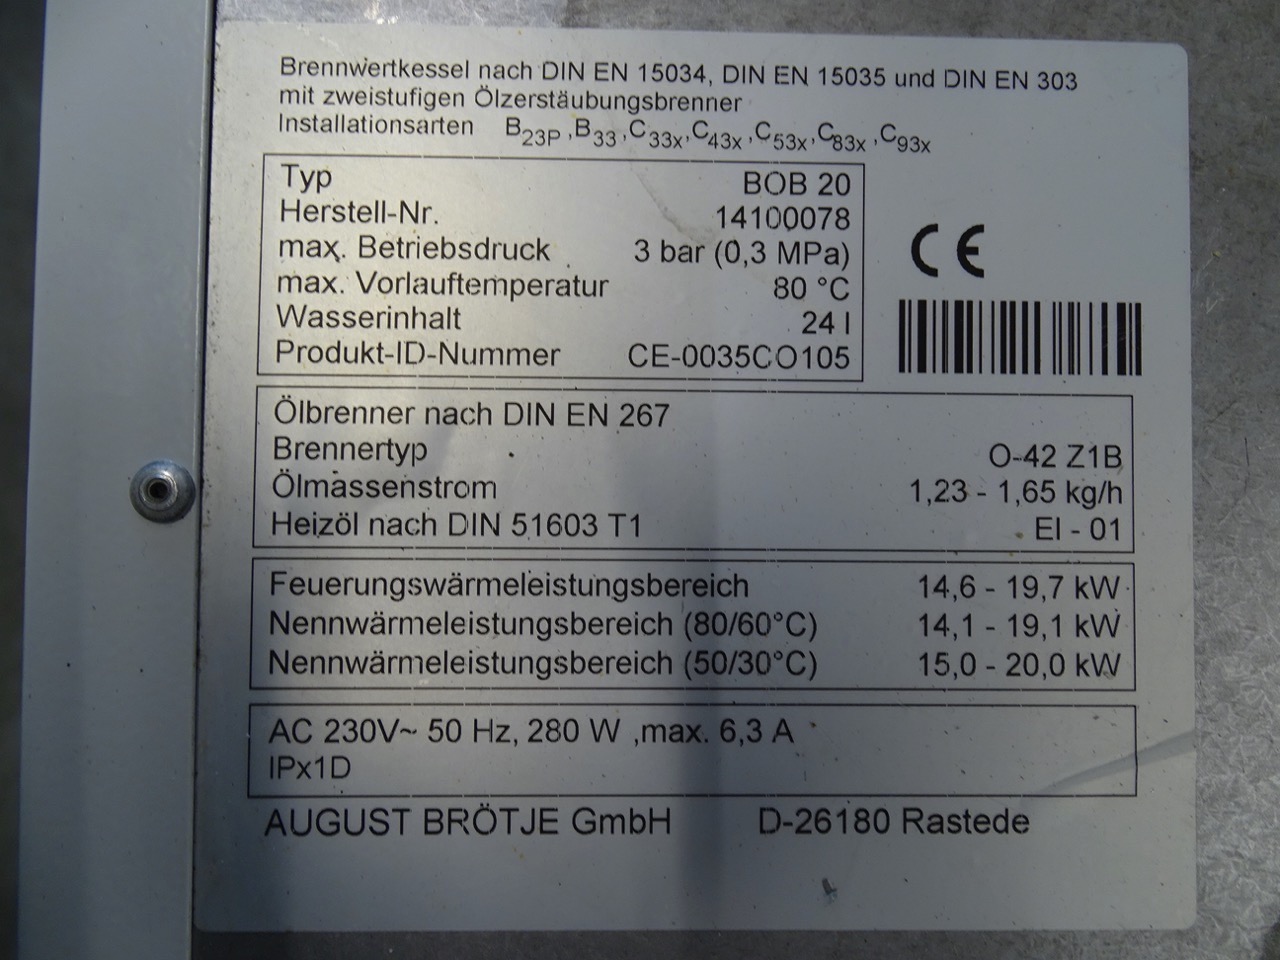 Brennwertkessel nach DIN EN 15034, DIN EN 15035 und DIN EN 303
mit zweistufigen Ölzerstäubungsbrenner
Installationsarten B23P,B33,C33x,C43x,C53x,C83x,C93x
Typ BOB 20
Herstell-Nr. 14100078
max. Betriebsdruck 3 bar (0,3 MPa)
max. Vorlauftemperatur 80 °C
Wasserinhalt 24 l
Produkt-ID-Nummer CE-0035CO105
CE
Ölbrenner nach DIN EN 267
Brennertyp O-42 Z1B
Ölmassenstrom 1,23 - 1,65 kg/h
Heizöl nach DIN 51603 T1 El - 01
Feuerungswärmeleistungsbereich 14,6 - 19,7 kW
Nennwärmeleistungsbereich (80/60°C) 14,1 - 19,1 kW
Nennwärmeleistungsbereich (50/30°C) 15,0 - 20,0 kW
AC 230V~ 50 Hz, 280 W ,max. 6,3 A
IPx1D
AUGUST BRÖTJE GmbH D-26180 Rastede